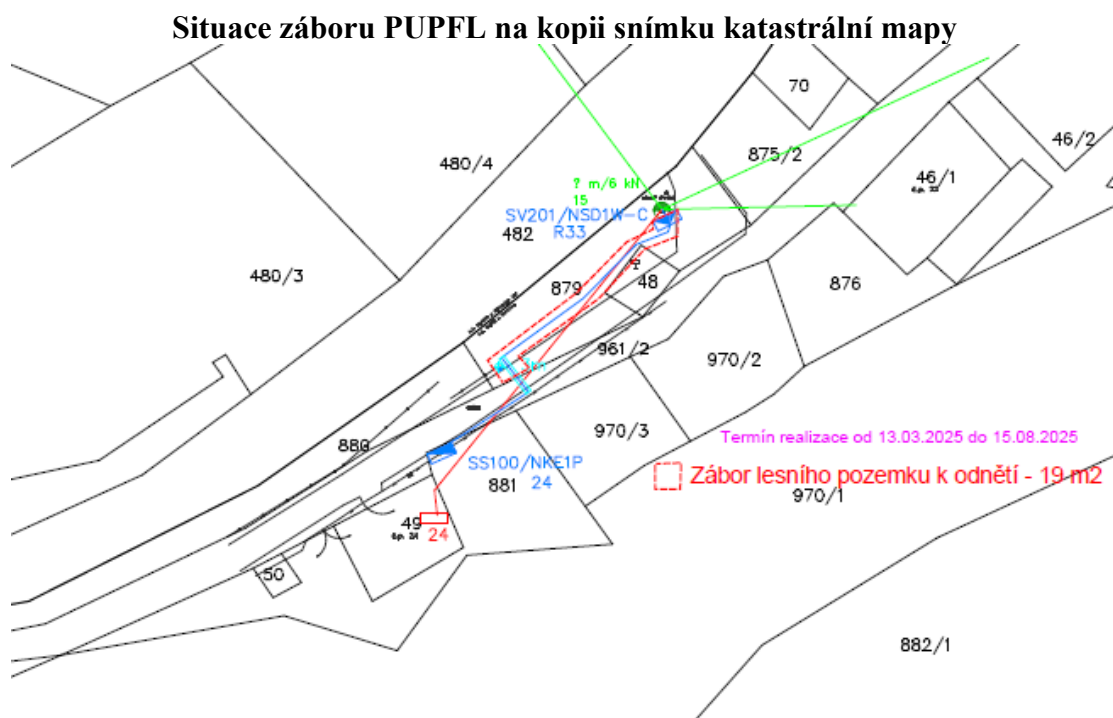 Situace záboru PUPFL na kopii snímku katastrální mapy
70
480/4
875/2
46/2
46/1
č.p. 33
? m/6 kN
15
SV201/NSD1W-C
R33
482
480/3
879
48
876
961/2
970/2
880
970/3
Termín realizace od 13.03.2025 do 15.08.2025
SS100/NKE1P
24
881
Zábor lesního pozemku k odnětí - 19 m2
970/1
49
č.p. 24
24
50
882/1